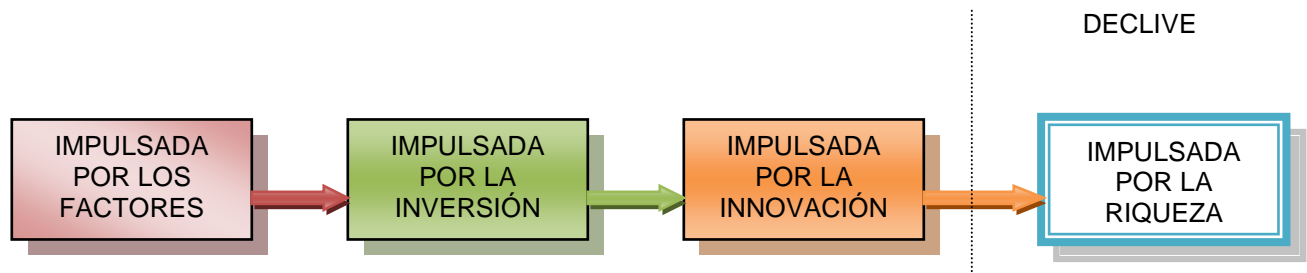 DECLIVE
IMPULSADA
POR LOS
FACTORES
IMPULSADA
POR LA
INVERSIÓN
IMPULSADA
POR LA
INNOVACIÓN
IMPULSADA
POR LA
RIQUEZA